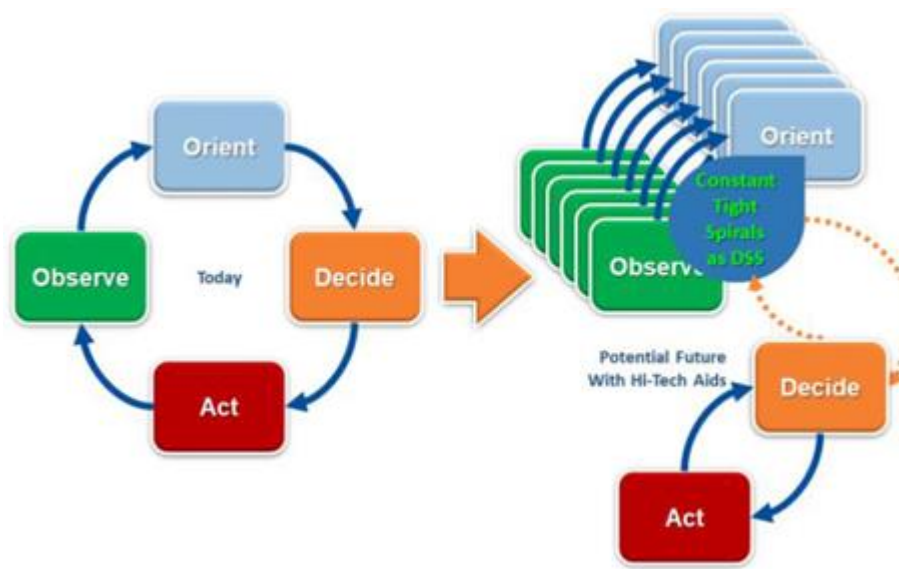 Orient
Observe
Today
Decide
Act
Orient
Constant
Tight
Spirals
as DSS
Observe
Potential Future
With Hi-Tech Aids
Decide
Act